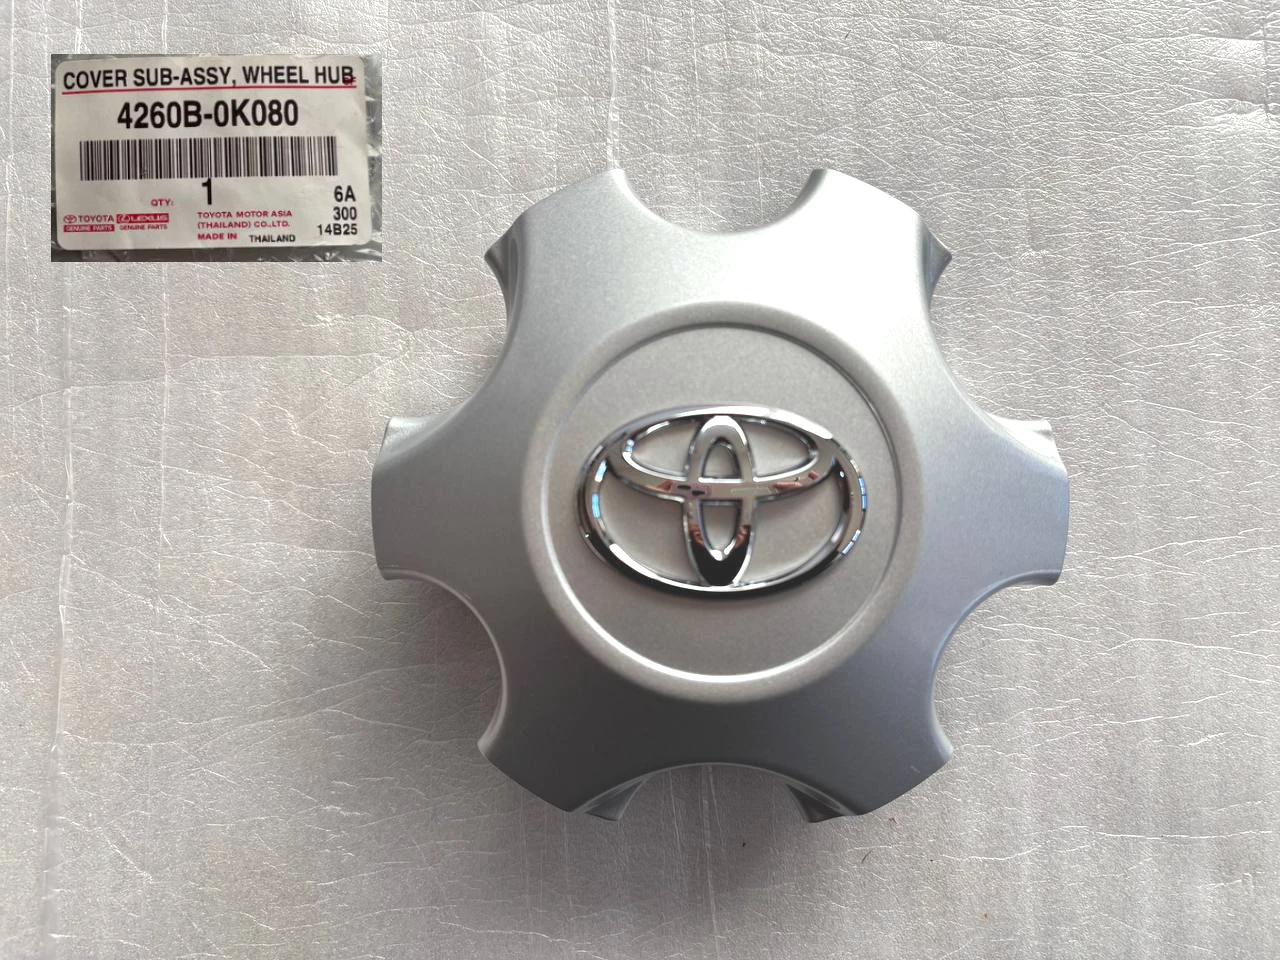 COVER SUB-ASSY, WHEEL HUB
4260B-0K080
QTY: 1
6A
300
14B25
TOYOTA
GENUINE PARTS
LEXUS
GENUINE PARTS
TOYOTA MOTOR ASIA
(THAILAND) CO.,LTD.
MADE IN THAILAND